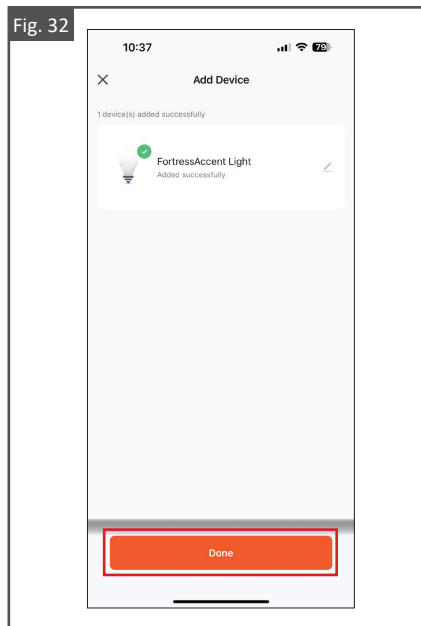 Fig. 32
10:37
79
Add Device
1 device(s) added successfully
FortressAccent Light
Added successfully
Done